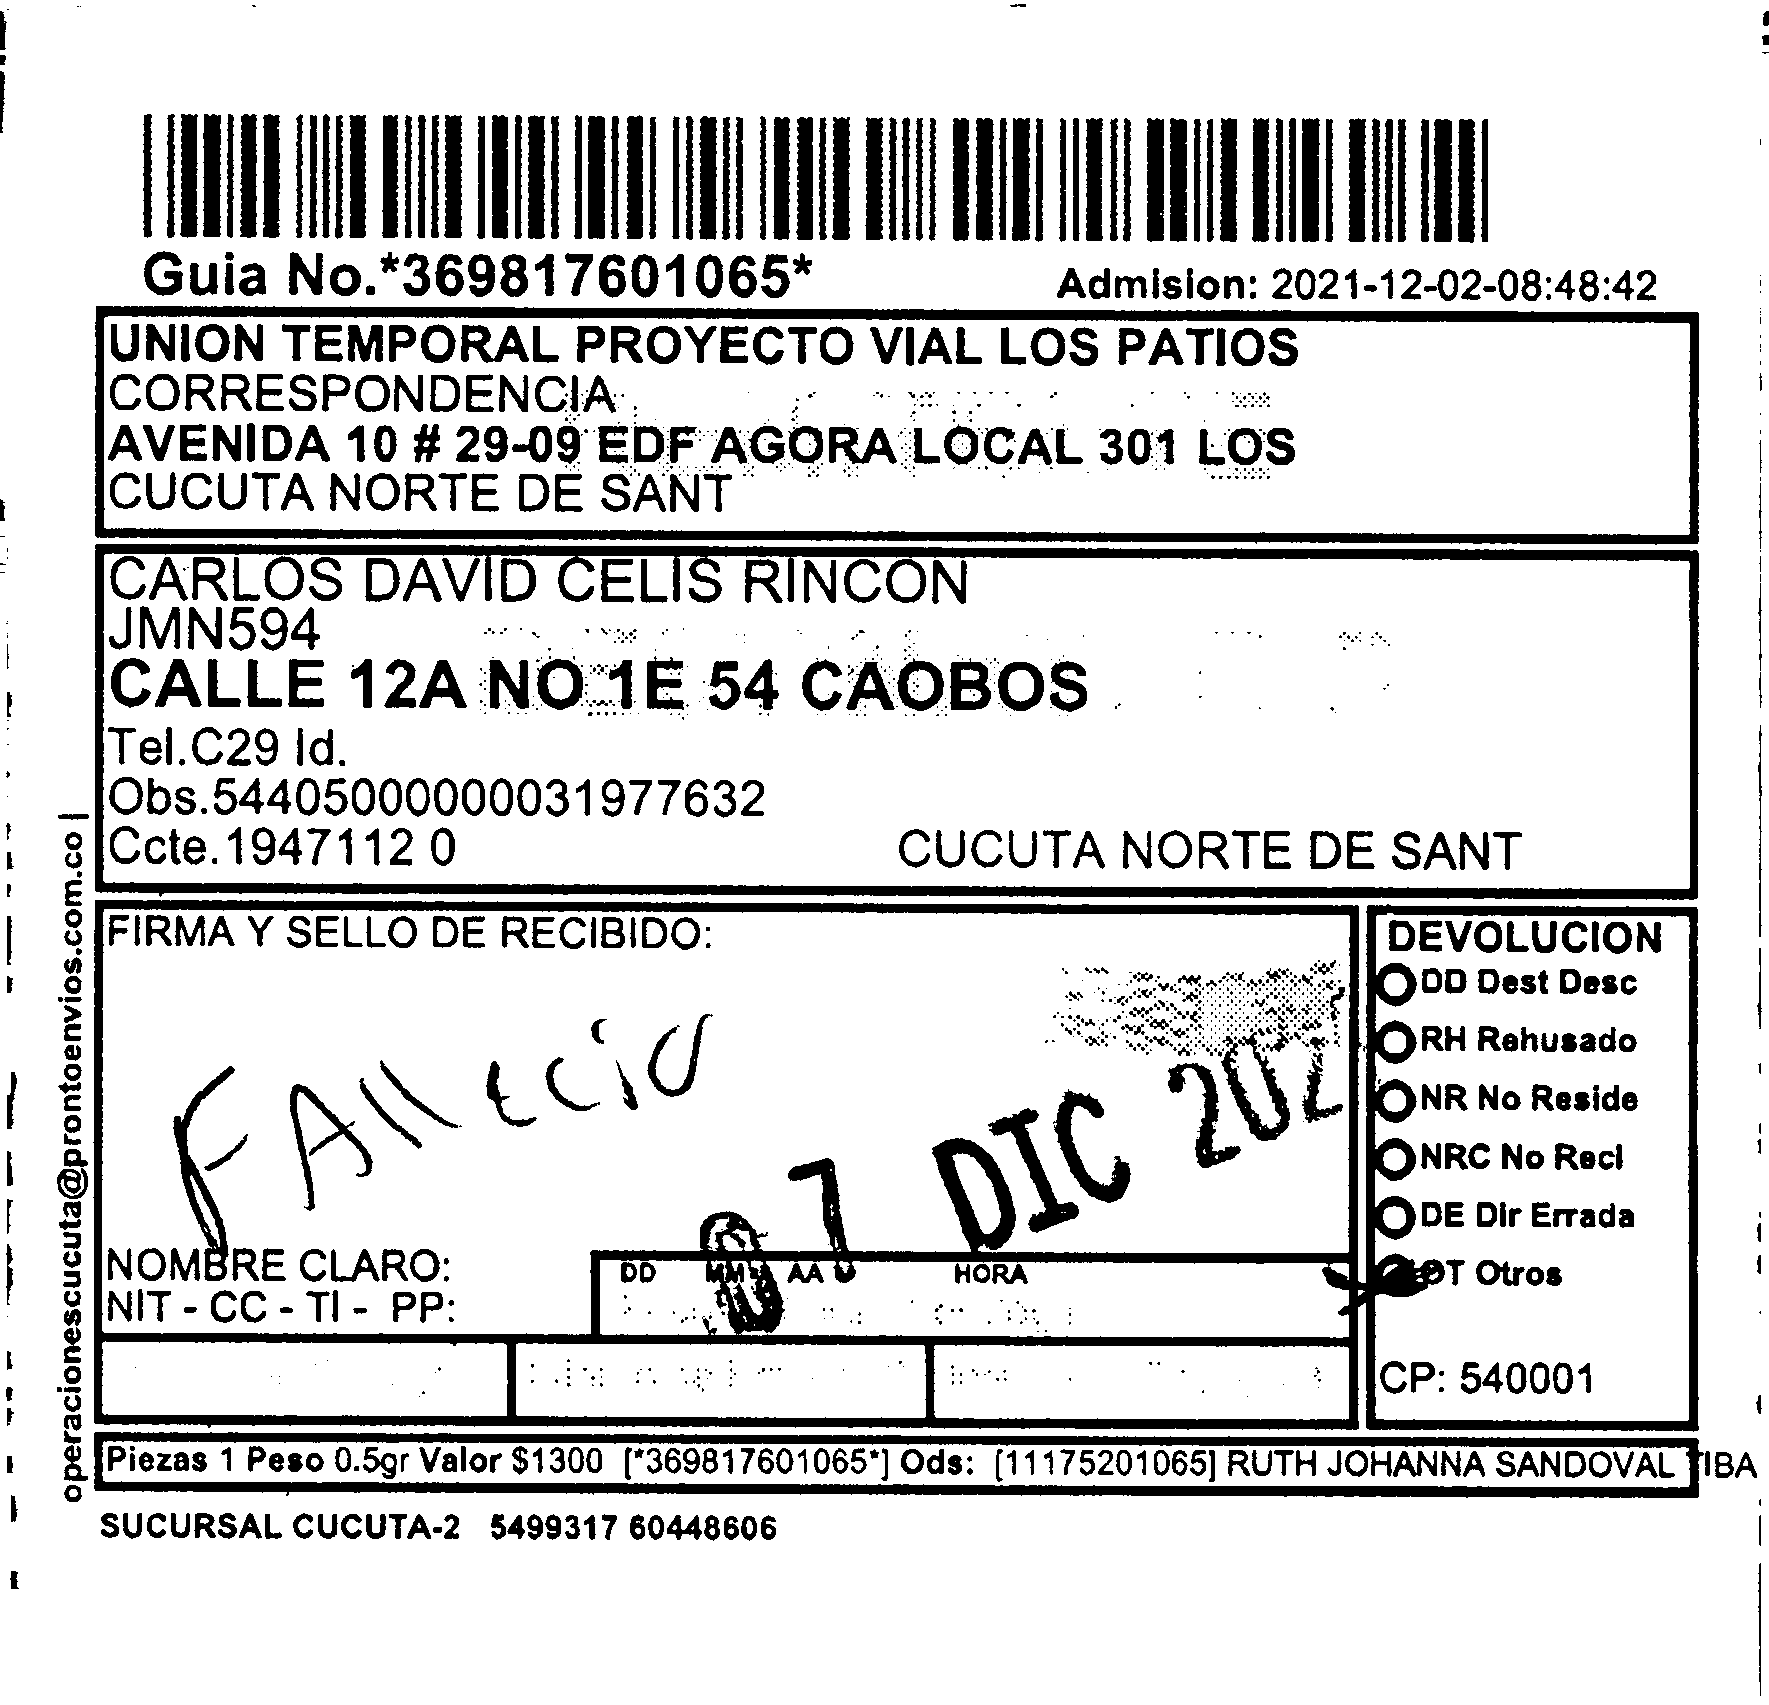 Guia No.*369817601065*
Admision: 2021-12-02-08:48:42
UNION TEMPORAL PROYECTO VIAL LOS PATIOS
CORRESPONDENCIA
AVENIDA 10 # 29-09 EDF AGORA LOCAL 301 LOS
CUCUTA NORTE DE SANT
CARLOS DAVID CELIS RINCON
JMN594
CALLE 12A NO 1E 54 CAOBOS
Tel.C29 Id.
Obs.544050000000031977632
Ccte.1947112 0
CUCUTA NORTE DE SANT
operacionescucuta@prontoenvios.com.co |
FIRMA Y SELLO DE RECIBIDO:
FAllecio
07 DIC 202
NOMBRE CLARO:
NIT - CC - TI - PP:
DD MM AA HORA
DEVOLUCION
DD Dest Desc
RH Rehusado
NR No Reside
NRC No Reci
DE Dir Errada
OT Otros
CP: 540001
Piezas 1 Peso 0.5gr Valor $1300 [*369817601065*] Ods: [11175201065] RUTH JOHANNA SANDOVAL TIBA
SUCURSAL CUCUTA-2 5499317 60448606